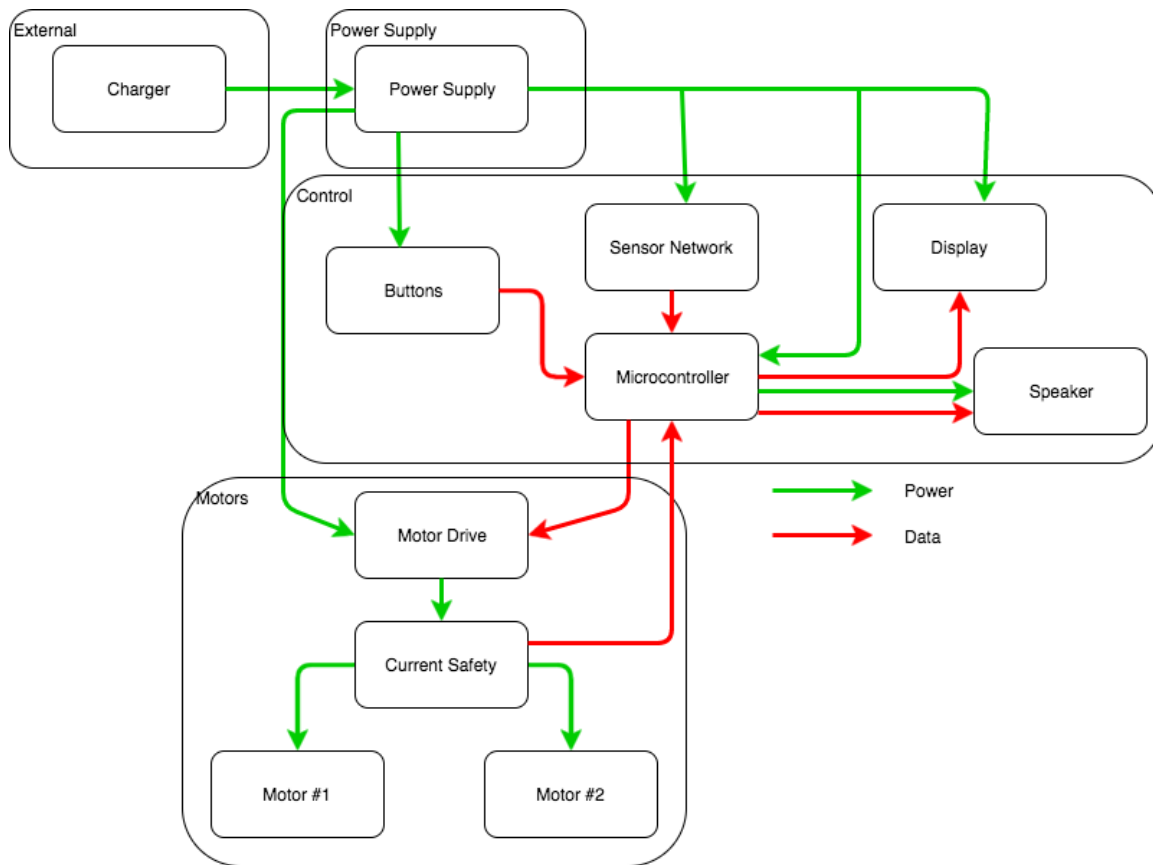 External
Charger
Power Supply
Power Supply
Control
Sensor Network
Display
Buttons
Microcontroller
Speaker
Motors
Power
Motor Drive
Data
Current Safety
Motor #1
Motor #2